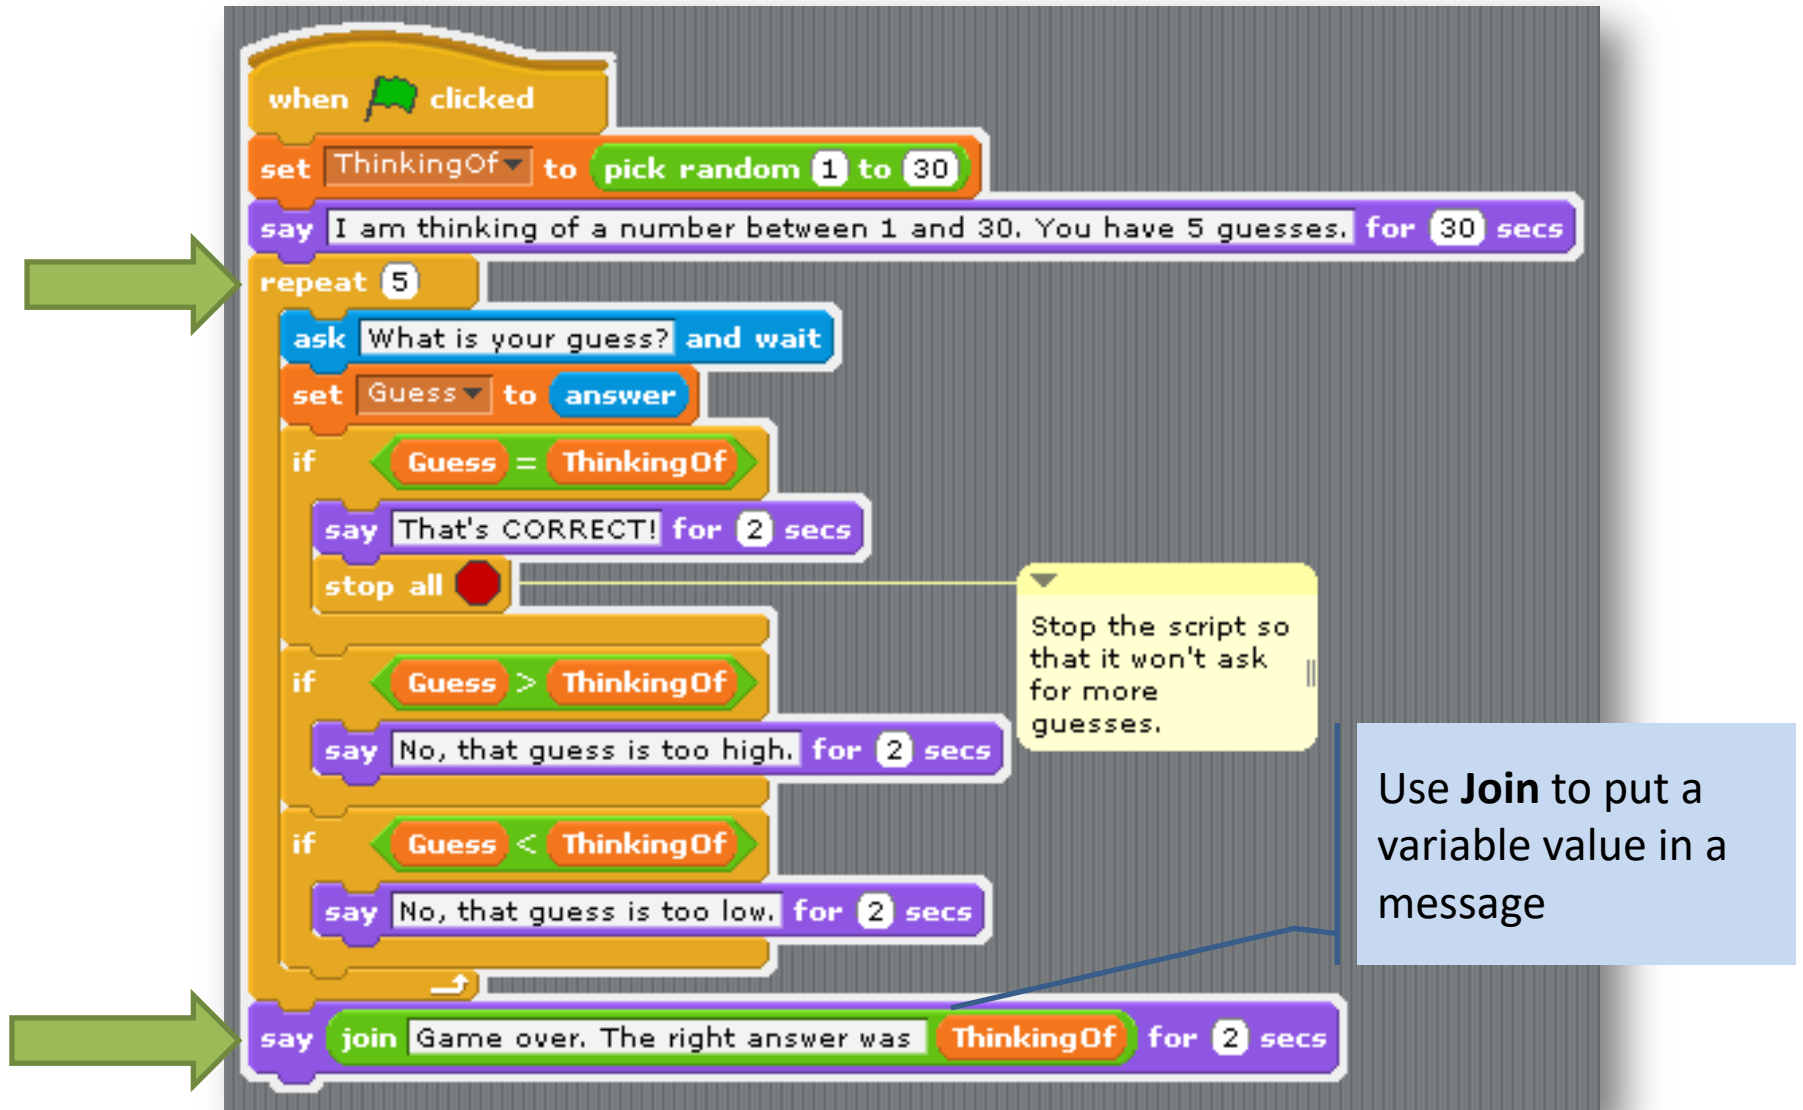 when clicked
set ThinkingOf to pick random 1 to 30
say I am thinking of a number between 1 and 30. You have 5 guesses. for 30 secs
repeat 5
ask What is your guess? and wait
set Guess to answer
if Guess = ThinkingOf
say That's CORRECT! for 2 secs
stop all
Stop the script so
that it won't ask
for more
guesses.
if Guess > ThinkingOf
say No, that guess is too high. for 2 secs
if Guess < ThinkingOf
say No, that guess is too low. for 2 secs
Use Join to put a
variable value in a
message
say join Game over. The right answer was ThinkingOf for 2 secs